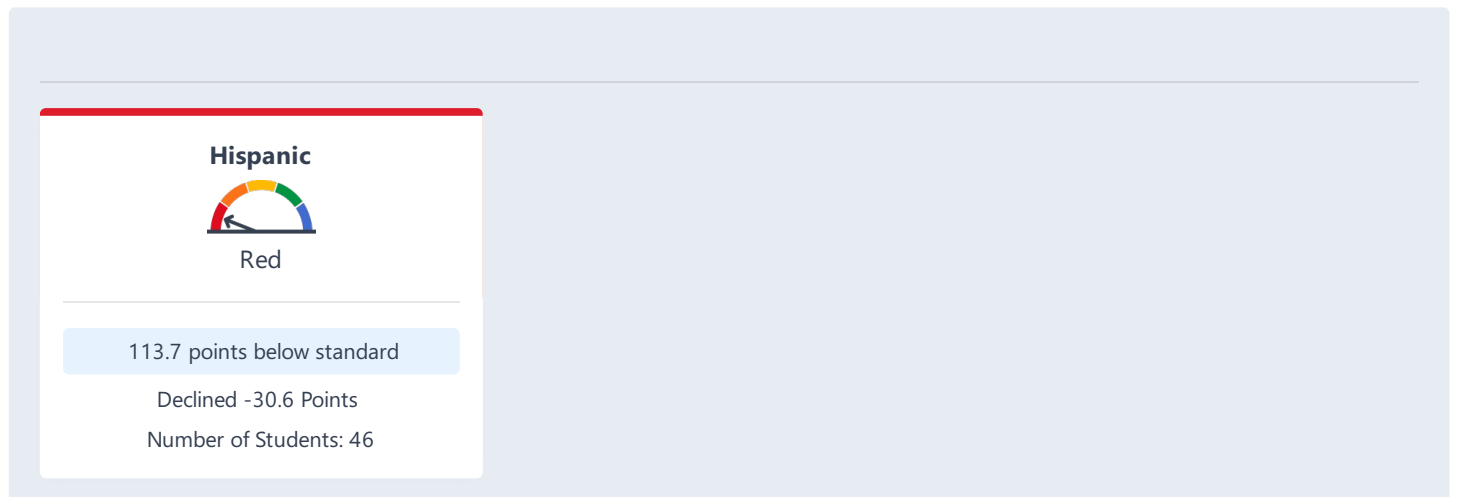 Hispanic
Red
113.7 points below standard
Declined -30.6 Points
Number of Students: 46